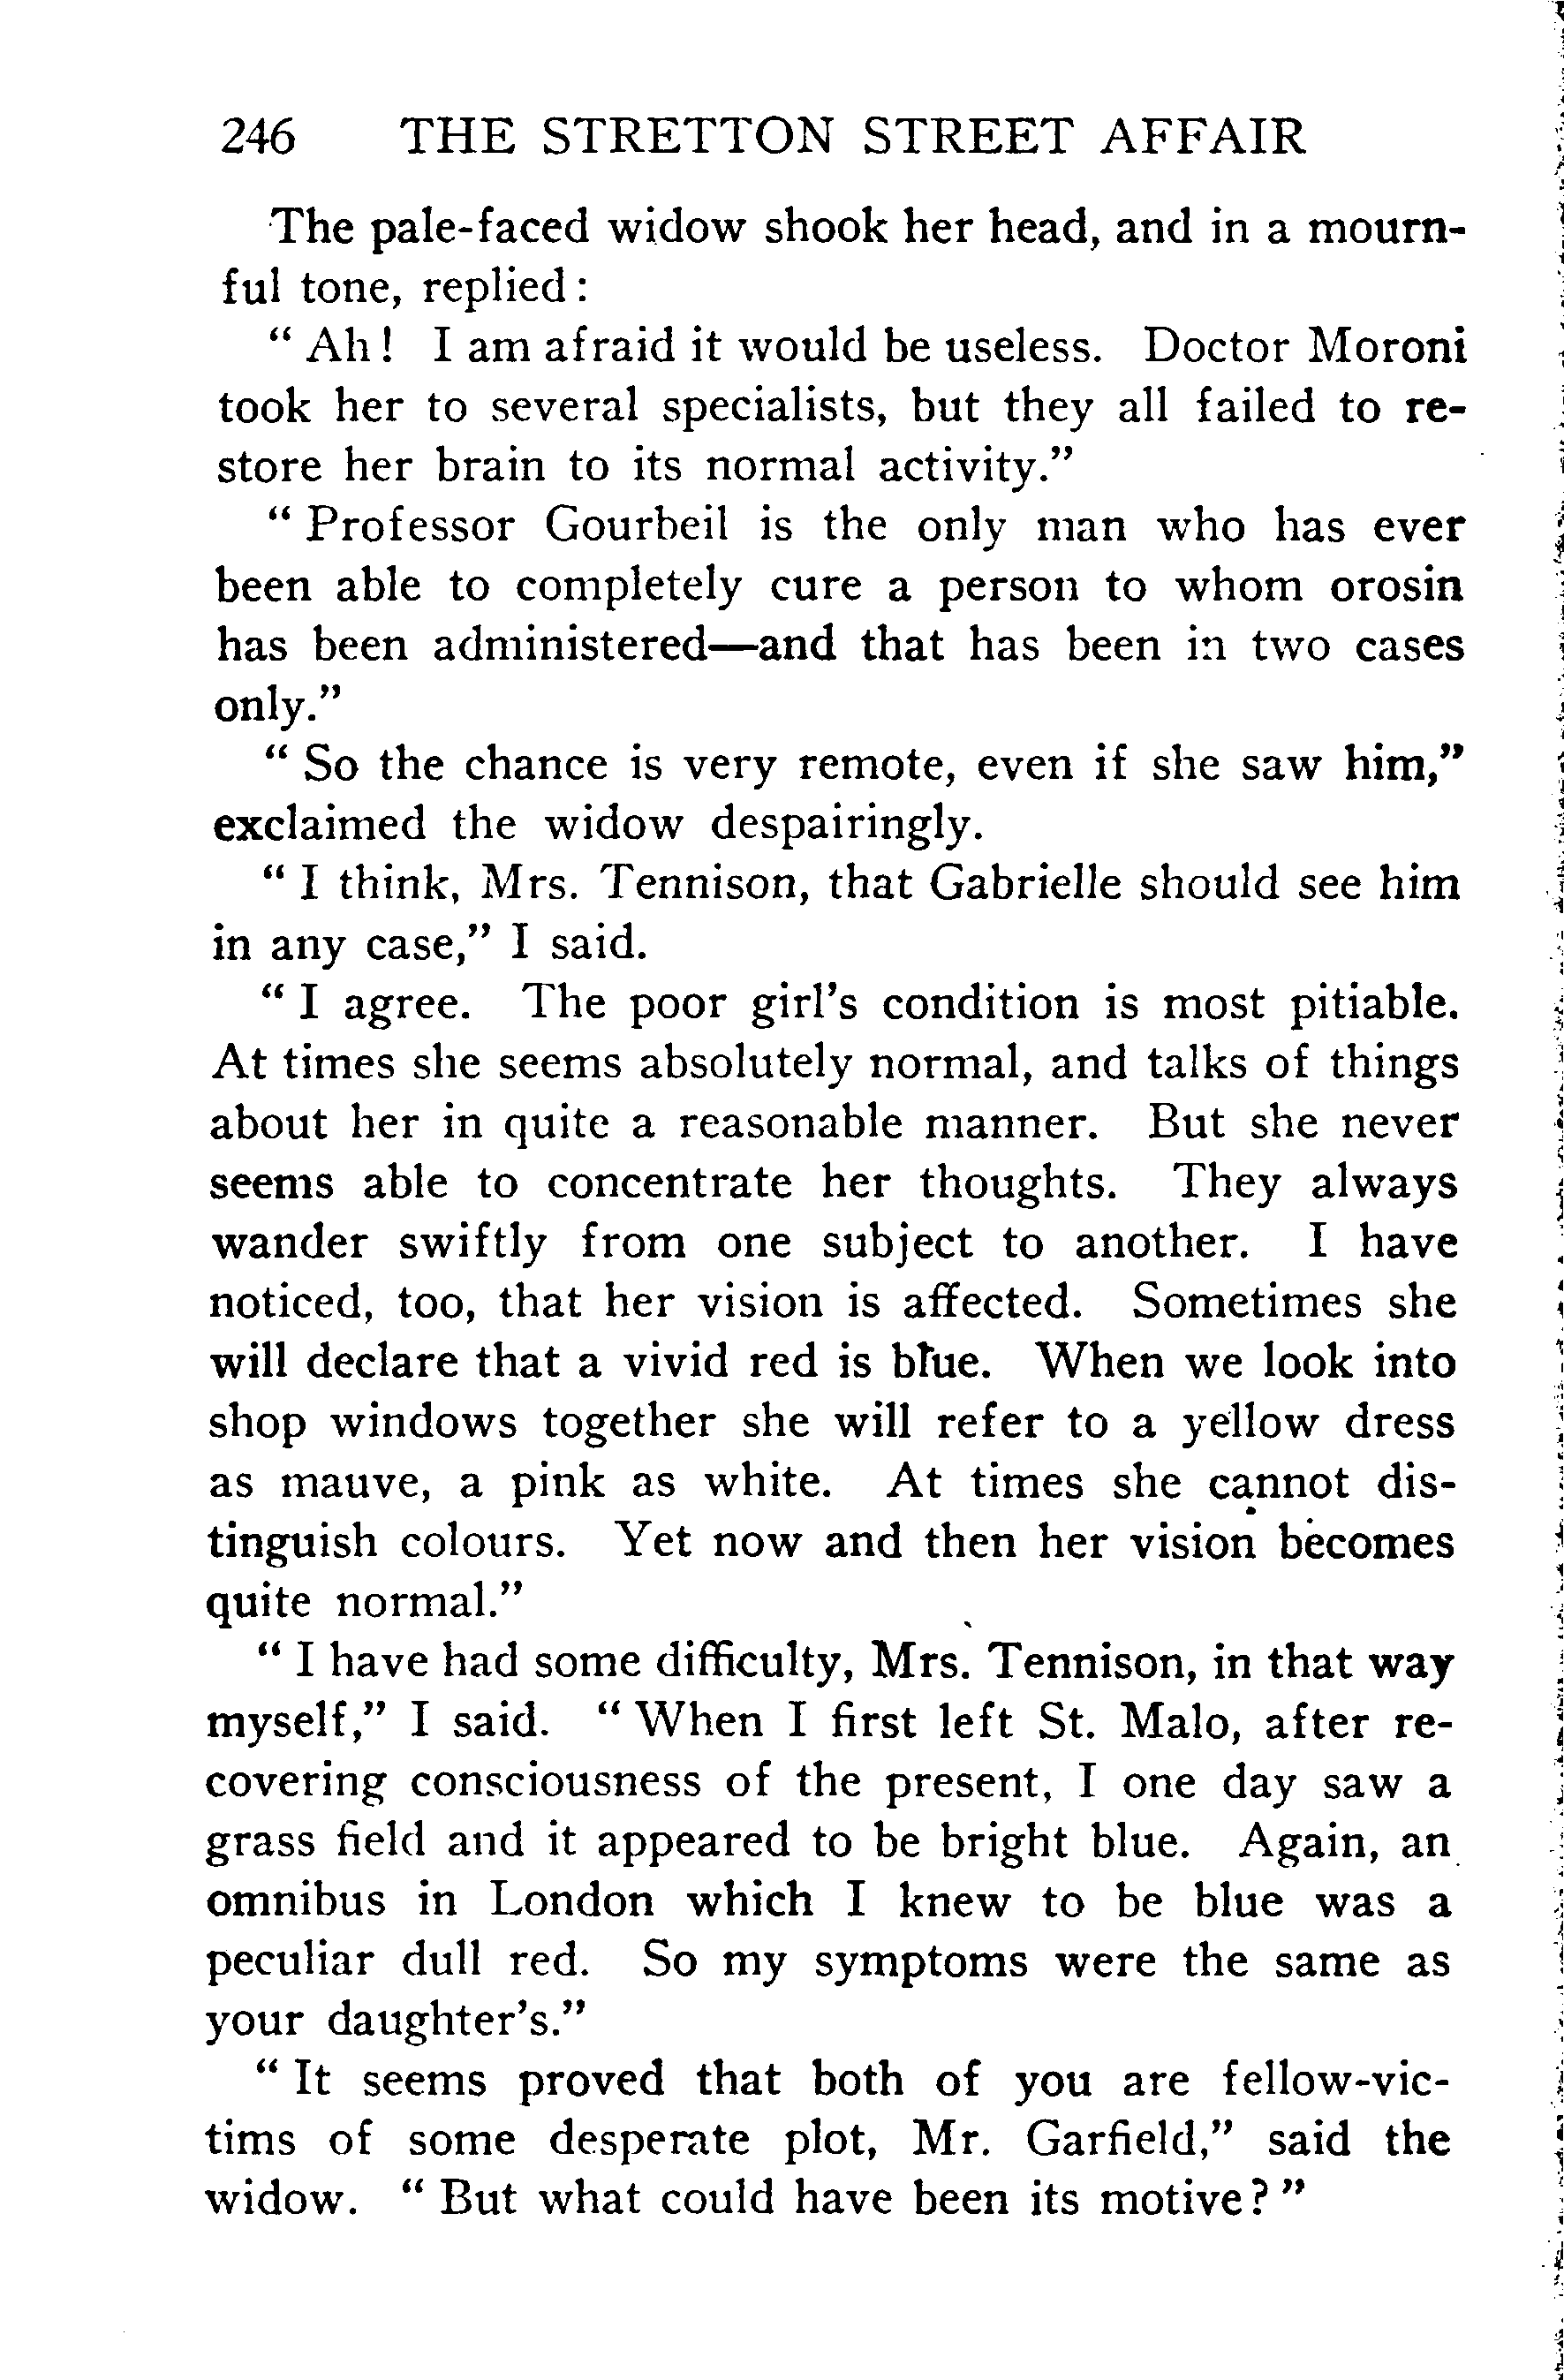 246 THE STRETTON STREET AFFAIR
The pale-faced widow shook her head, and in a mourn-
ful tone, replied:
“ Ah! I am afraid it would be useless. Doctor Moroni
took her to several specialists, but they all failed to re-
store her brain to its normal activity.”
“ Professor Gourbeil is the only man who has ever
been able to completely cure a person to whom orosin
has been administered—and that has been in two cases
only.”
“ So the chance is very remote, even if she saw him,”
exclaimed the widow despairingly.
“ I think, Mrs. Tennison, that Gabrielle should see him
in any case,” I said.
“ I agree. The poor girl’s condition is most pitiable.
At times she seems absolutely normal, and talks of things
about her in quite a reasonable manner. But she never
seems able to concentrate her thoughts. They always
wander swiftly from one subject to another. I have
noticed, too, that her vision is affected. Sometimes she
will declare that a vivid red is blue. When we look into
shop windows together she will refer to a yellow dress
as mauve, a pink as white. At times she cannot dis-
tinguish colours. Yet now and then her vision becomes
quite normal.”
“ I have had some difficulty, Mrs. Tennison, in that way
myself,” I said. “ When I first left St. Malo, after re-
covering consciousness of the present, I one day saw a
grass field and it appeared to be bright blue. Again, an
omnibus in London which I knew to be blue was a
peculiar dull red. So my symptoms were the same as
your daughter’s.”
“ It seems proved that both of you are fellow-vic-
tims of some desperate plot, Mr. Garfield,” said the
widow. “ But what could have been its motive? ”